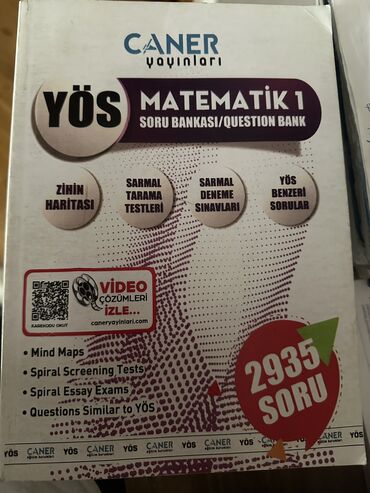 CANER
yayınları
YÖS
MATEMATİK 1
SORU BANKASI/QUESTION BANK
ZİHİN
HARİTASI
SARMAL
TARAMA
TESTLERİ
SARMAL
DENEME
SINAVLARI
YÖS
BENZERİ
SORULAR
KAREKODU OKUT
VİDEO
ÇÖZÜMLERİ
İZLE...
caneryayinlari.com
• Mind Maps
• Spiral Screening Tests
• Spiral Essay Exams
• Questions Similar to YÖS
2935
SORU
YÖS CANER YÖS CANER YÖS CANER YÖS CANER YÖS CANER